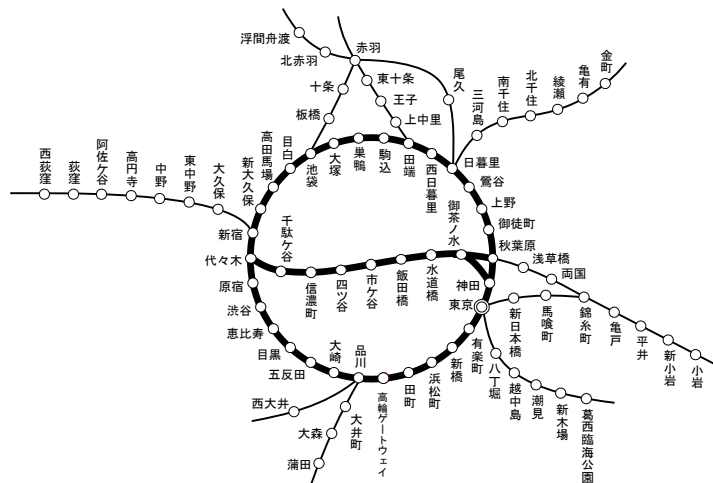 浮間舟渡
北赤羽
赤羽
十条
板橋
東十条
王子
上中里
尾久
三河島
南千住
北千住
綾瀬
亀有
金町
西荻窪
荻窪
阿佐ケ谷
高円寺
中野
東中野
大久保
新大久保
高田馬場
目白
池袋
大塚
巣鴨
駒込
田端
西日暮里
日暮里
鶯谷
上野
御徒町
秋葉原
神田
東京
新宿
代々木
千駄ケ谷
信濃町
四ツ谷
市ケ谷
飯田橋
水道橋
御茶ノ水
浅草橋
両国
錦糸町
亀戸
平井
新小岩
小岩
新日本橋
馬喰町
八丁堀
越中島
潮見
新木場
葛西臨海公園
原宿
渋谷
恵比寿
目黒
五反田
大崎
品川
高輪ゲートウェイ
田町
浜松町
新橋
有楽町
西大井
大井町
大森
蒲田